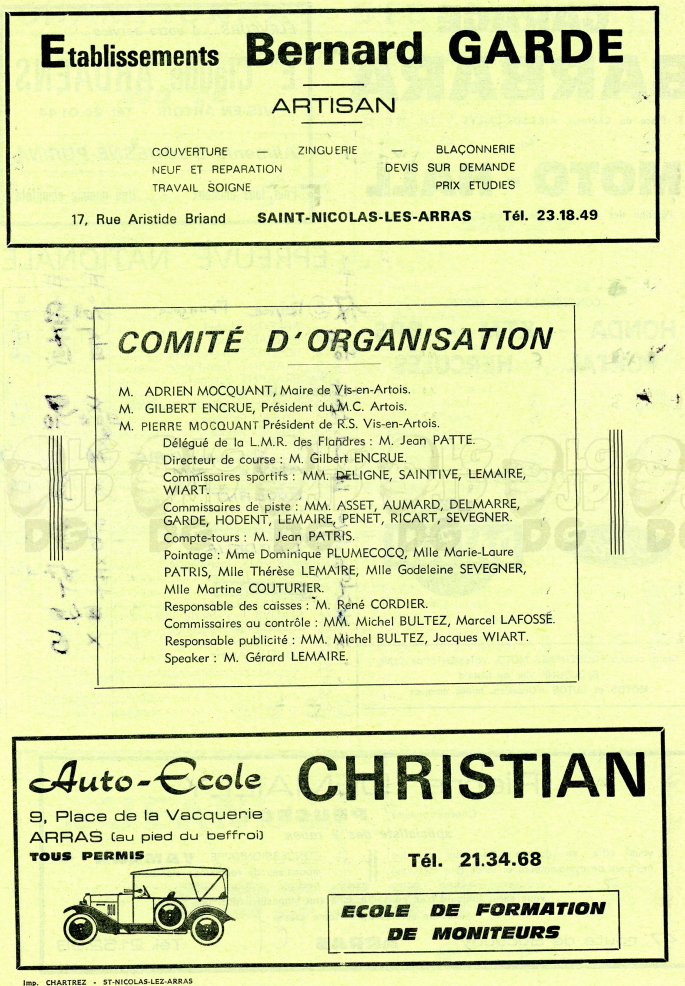 Etablissements Bernard GARDE
ARTISAN
COUVERTURE — ZINGUERIE — BLAÇONNERIE
NEUF ET REPARATION DEVIS SUR DEMANDE
TRAVAIL SOIGNE PRIX ETUDIES
17, Rue Aristide Briand SAINT-NICOLAS-LES-ARRAS Tél. 23.18.49
COMITÉ D'ORGANISATION
M. ADRIEN MOCQUANT, Maire de Vis-en-Artois.
M. GILBERT ENCRUE, Président du M.C. Artois.
M. PIERRE MOCQUANT Président de R.S. Vis-en-Artois.
Délégué de la L.M.R. des Flandres : M. Jean PATTE.
Directeur de course : M. Gilbert ENCRUE.
Commissaires sportifs : MM. DELIGNE, SAINTIVE, LEMAIRE,
WIART.
Commissaires de piste : MM. ASSET, AUMARD, DELMARRE,
GARDE, HODENT, LEMAIRE, PENET, RICART, SEVEGNER.
Compte-tours : M. Jean PATRIS.
Pointage : Mme Dominique PLUMECOCQ, Mlle Marie-Laure
PATRIS, Mlle Thérèse LEMAIRE, Mlle Godeleine SEVEGNER,
Mlle Martine COUTURIER.
Responsable des caisses : M. René CORDIER.
Commissaires au contrôle : MM. Michel BULTEZ, Marcel LAFOSSÉ.
Responsable publicité : MM. Michel BULTEZ, Jacques WIART.
Speaker : M. Gérard LEMAIRE.
Auto-Ecole CHRISTIAN
9, Place de la Vacquerie
ARRAS (au pied du beffroi)
TOUS PERMIS
Tél. 21.34.68
ECOLE DE FORMATION
DE MONITEURS
Imp. CHARTREZ - ST-NICOLAS-LEZ-ARRAS